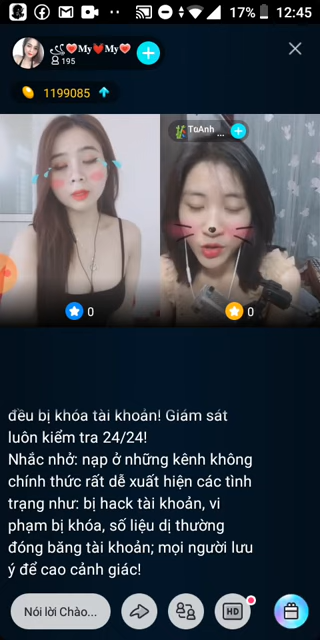 17% 12:45
My❤️My
195
1199085
TαAnh ...
0
0
đều bị khóa tài khoản! Giám sát
luôn kiểm tra 24/24!
Nhắc nhở: nạp ở những kênh không
chính thức rất dễ xuất hiện các tình
trạng như: bị hack tài khoản, vi
phạm bị khóa, số liệu dị thường
đóng băng tài khoản; mọi người lưu
ý để cao cảnh giác!
Nói lời Chào...
HD